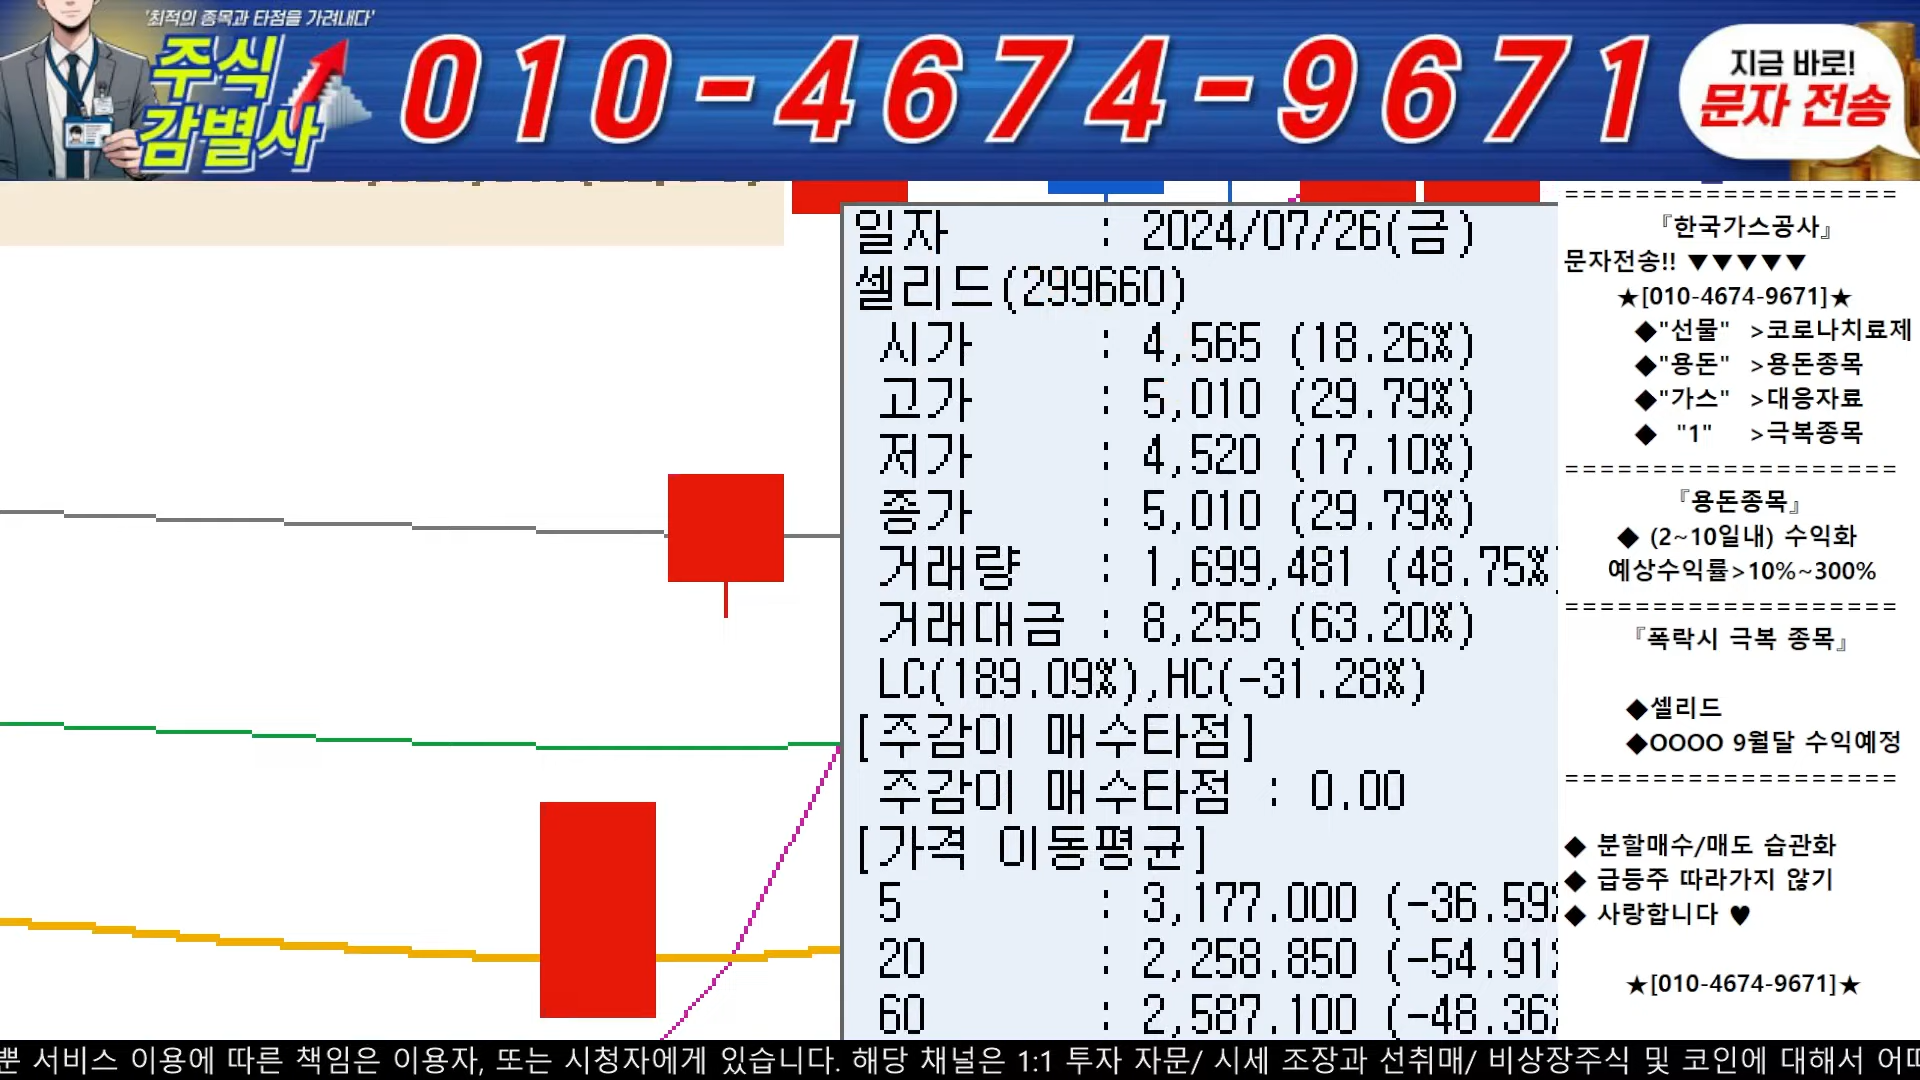 '최적의 종목과 타점을 가려내다'
주식
감별사
010-4674-9671
지금 바로!
문자 전송
일자 : 2024/07/26(금)
셀리드(299660)
시가 : 4,565 (18.26%)
고가 : 5,010 (29.79%)
저가 : 4,520 (17.10%)
종가 : 5,010 (29.79%)
거래량 : 1,699,481 (48.75%)
거래대금 : 8,255 (63.20%)
LC(189.09%),HC(-31.28%)
[주감이 매수타점]
주감이 매수타점 : 0.00
[가격 이동평균]
5 : 3,177.000 (-36.59%
20 : 2,258.850 (-54.91%
60 : 2,587.100 (-48.36%
===================
『한국가스공사』
문자전송!! ▼▼▼▼▼
★[010-4674-9671]★
◆"선물" >코로나치료제
◆"용돈" >용돈종목
◆"가스" >대응자료
◆ "1" >극복종목
===================
『용돈종목』
◆ (2~10일내) 수익화
예상수익률>10%~300%
===================
『폭락시 극복 종목』
◆셀리드
◆OOOO 9월달 수익예정
===================
◆ 분할매수/매도 습관화
◆ 급등주 따라가지 않기
◆ 사랑합니다 ♥
★[010-4674-9671]★
뿐 서비스 이용에 따른 책임은 이용자, 또는 시청자에게 있습니다. 해당 채널은 1:1 투자 자문/ 시세 조장과 선취매/ 비상장주식 및 코인에 대해서